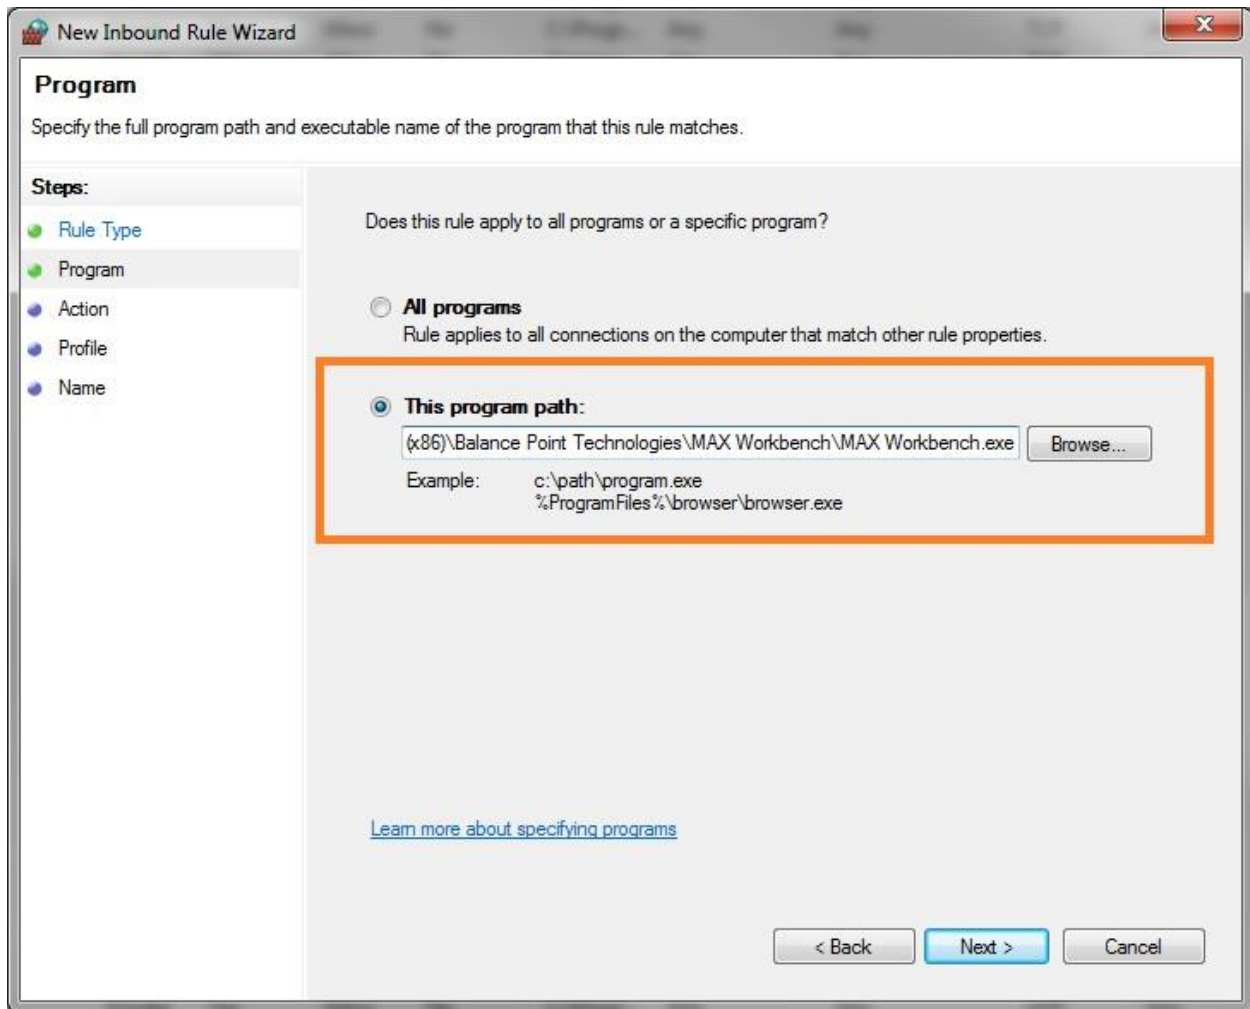 New Inbound Rule Wizard
Program
Specify the full program path and executable name of the program that this rule matches.
Steps:
Rule Type
Program
Action
Profile
Name
Does this rule apply to all programs or a specific program?
All programs
Rule applies to all connections on the computer that match other rule properties.
This program path:
(x86)\Balance Point Technologies\MAX Workbench\MAX Workbench.exe
Browse...
Example: c:\path\program.exe
%ProgramFiles%\browser\browser.exe
Learn more about specifying programs
< Back Next > Cancel